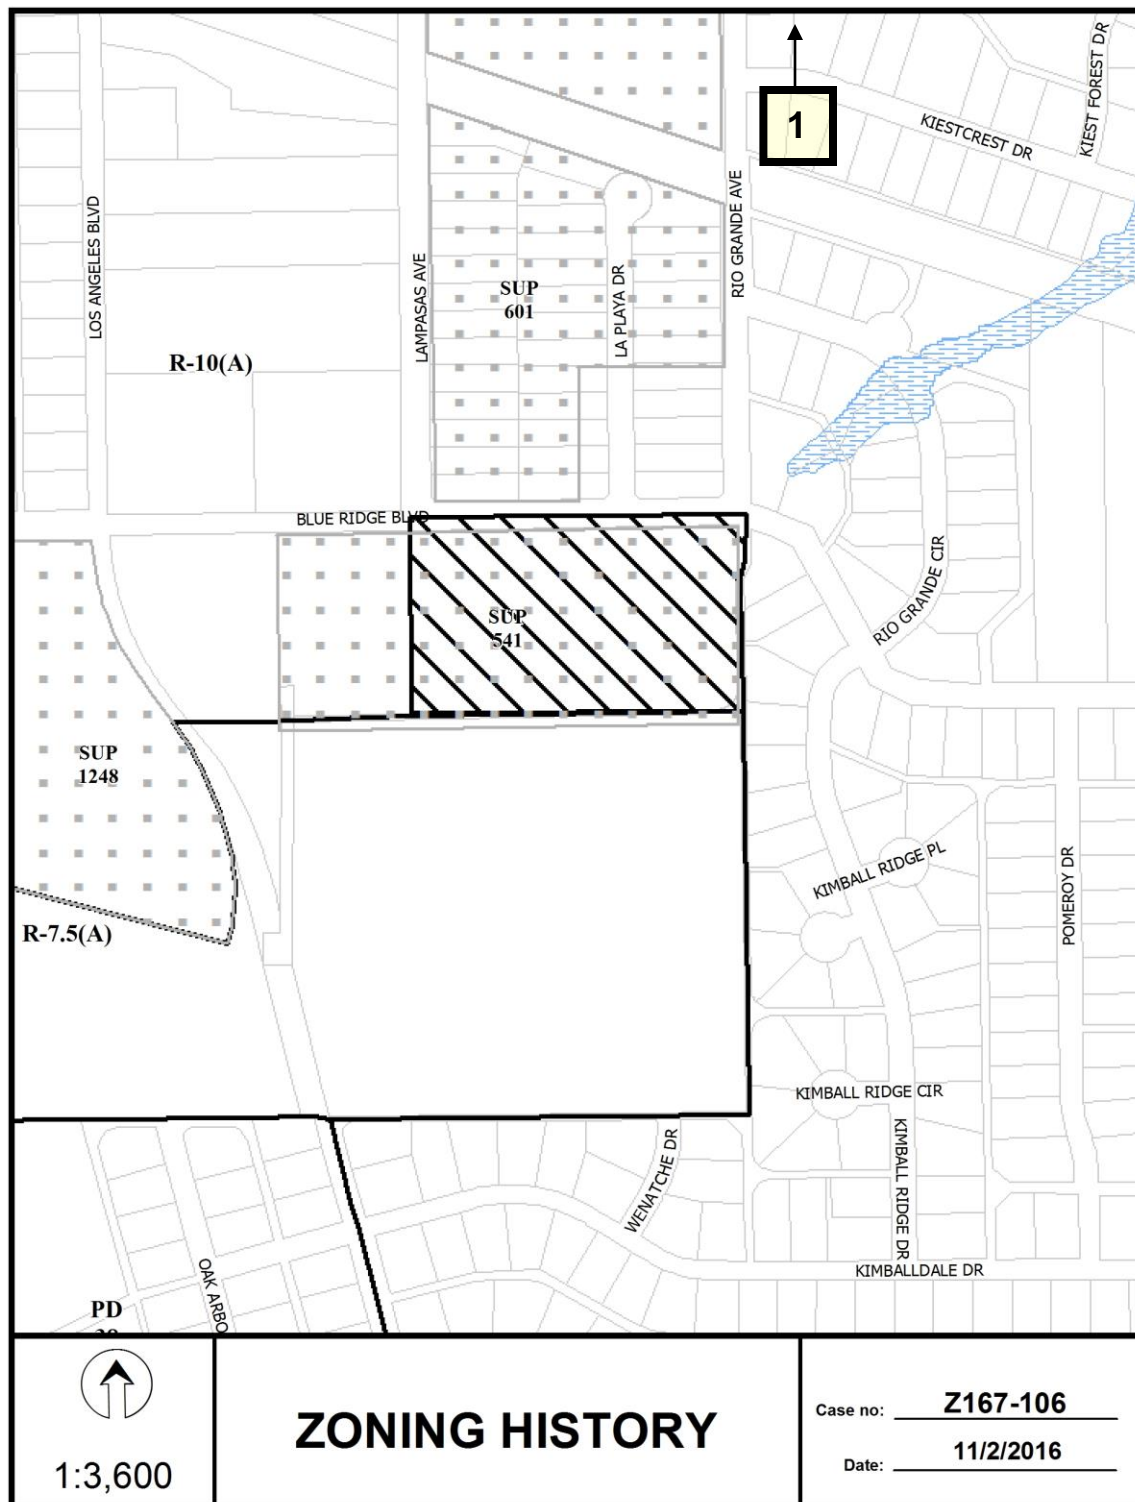 1
KIESTCREST DR
KIEST FOREST DR
LOS ANGELES BLVD
LAMPASAS AVE
RIO GRANDE AVE
LA PLAYA DR
SUP
601
R-10(A)
BLUE RIDGE BLVD
RIO GRANDE CIR
SUP
541
SUP
1248
KIMBALL RIDGE PL
POMEROY DR
R-7.5(A)
KIMBALL RIDGE CIR
WENATCHE DR
KIMBALL RIDGE DR
OAK ARBO
KIMBALLDALE DR
PD
1:3,600
ZONING HISTORY
Case no: Z167-106
Date: 11/2/2016